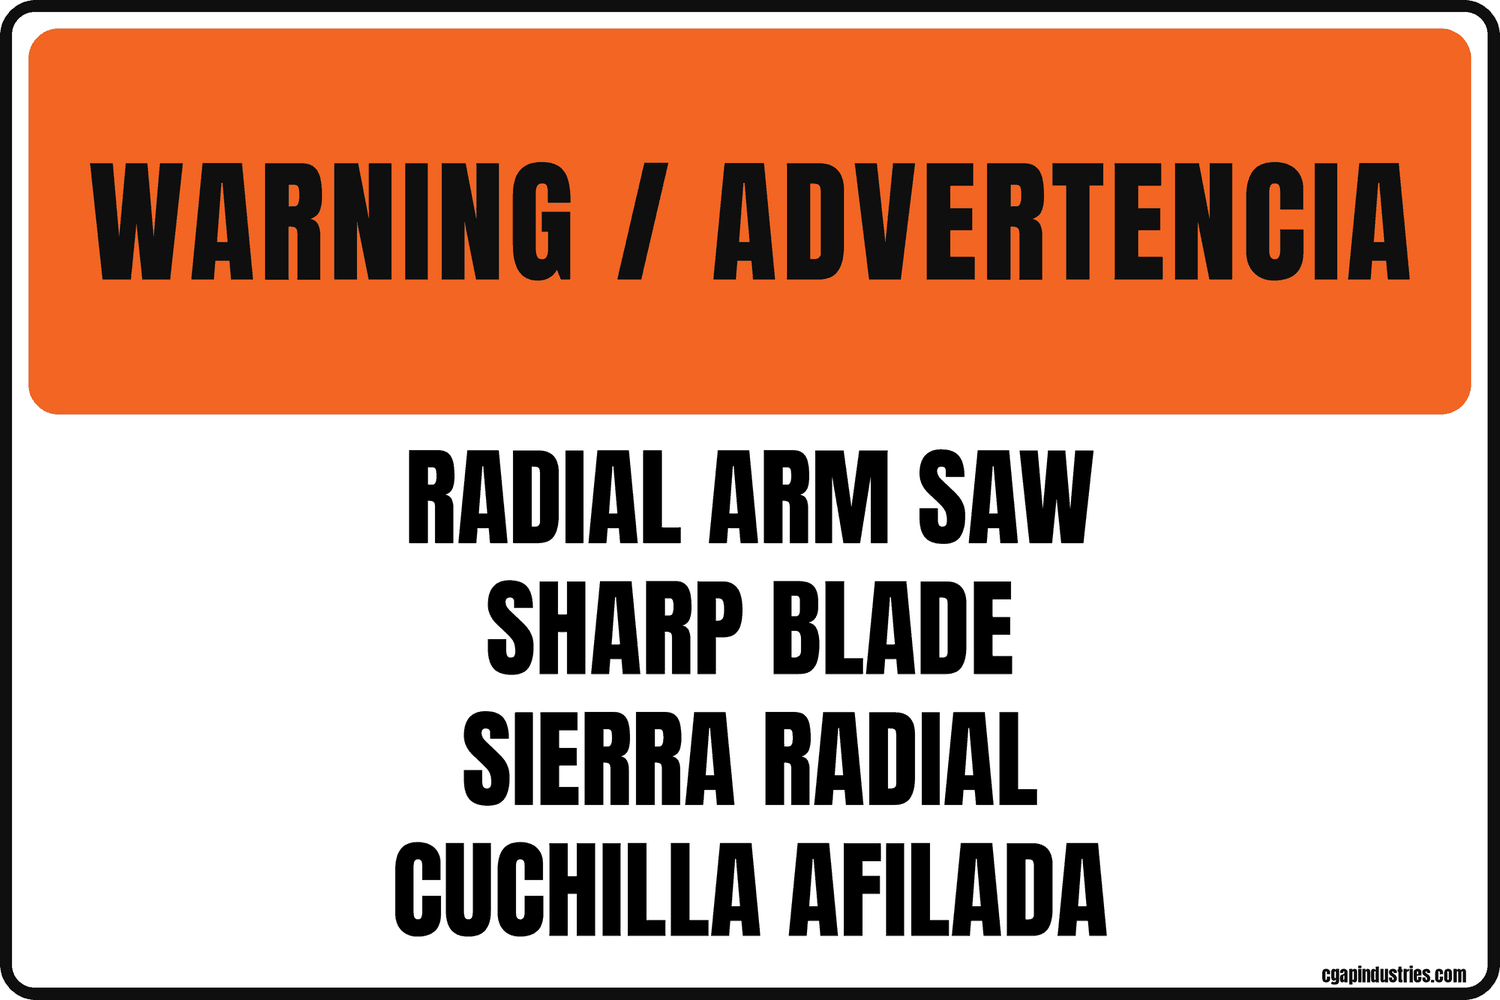 WARNING / ADVERTENCIA
RADIAL ARM SAW
SHARP BLADE
SIERRA RADIAL
CUCHILLA AFILADA
cgapindustries.com